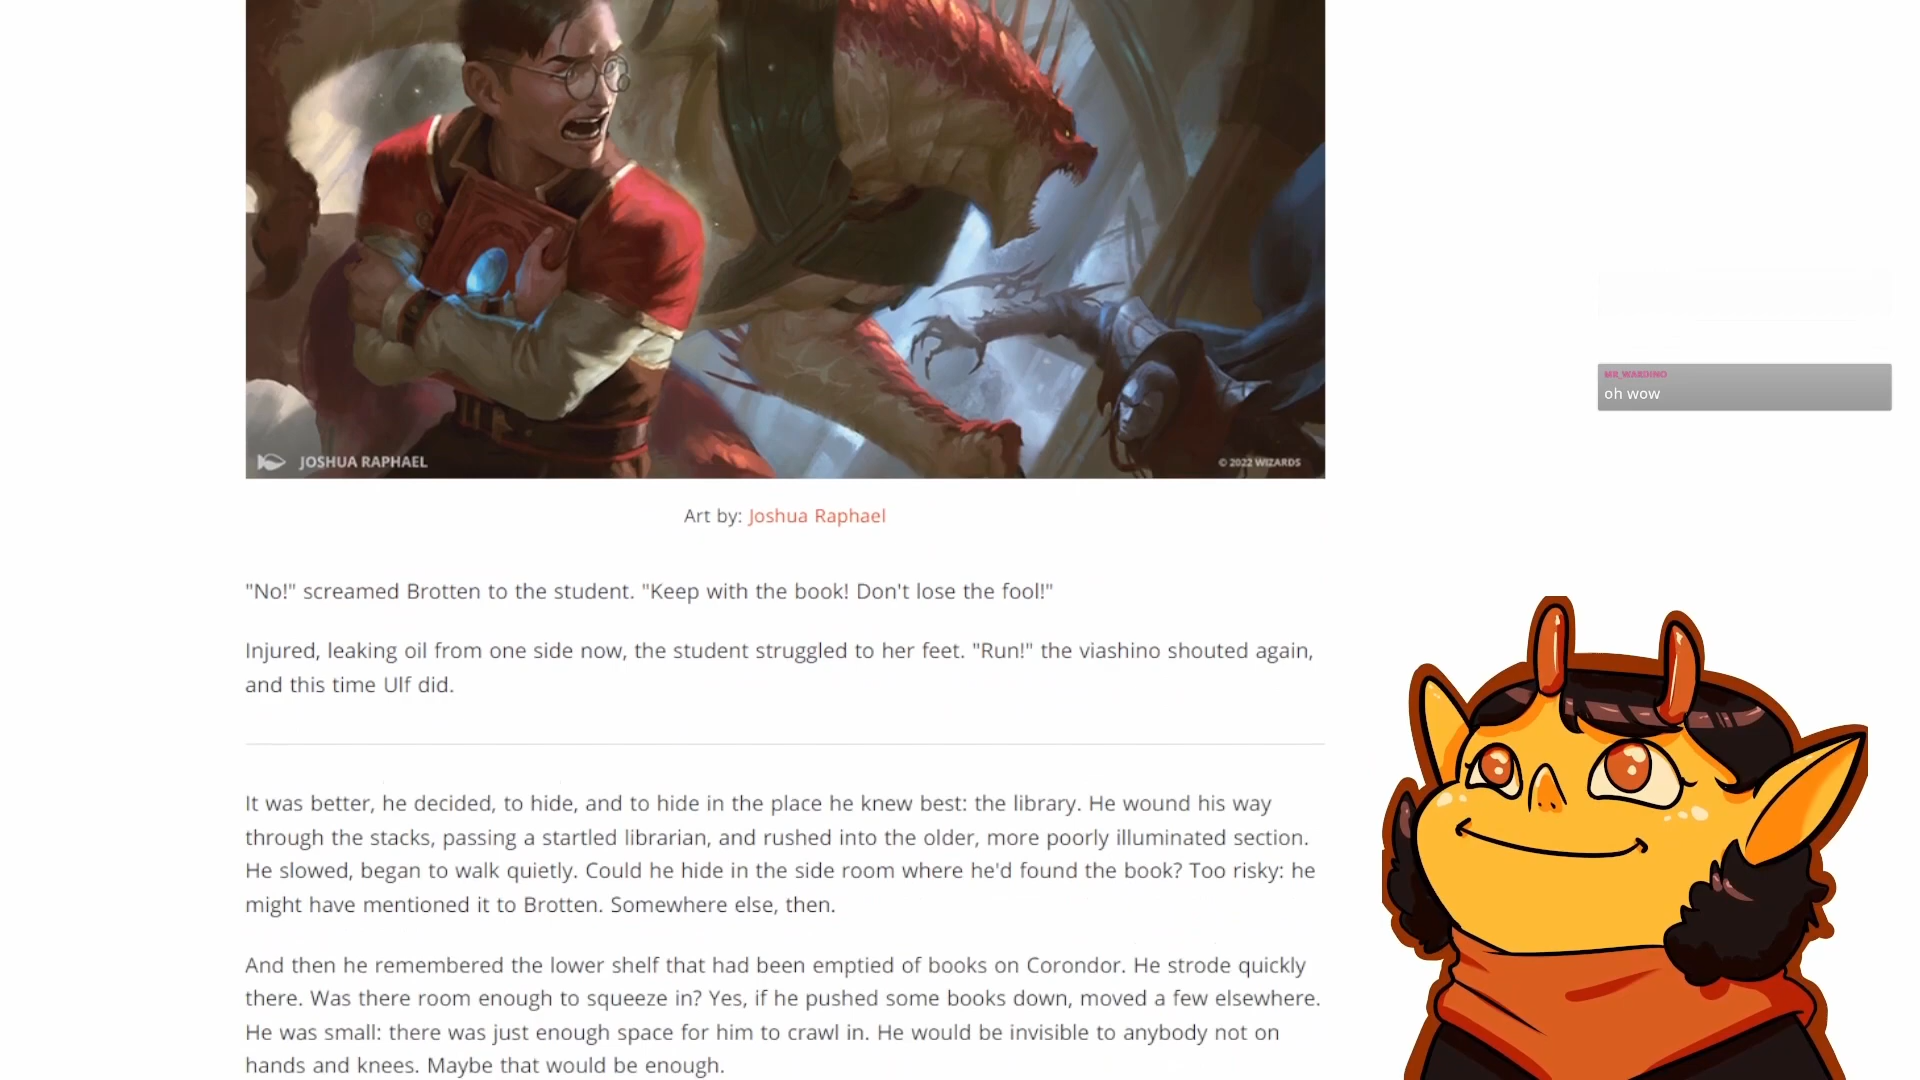 JOSHUA RAPHAEL
© 2022 WIZARDS
MR_WARDINO
oh wow
Art by: Joshua Raphael
"No!" screamed Brotten to the student. "Keep with the book! Don't lose the fool!"
Injured, leaking oil from one side now, the student struggled to her feet. "Run!" the viashino shouted again,
and this time Ulf did.
It was better, he decided, to hide, and to hide in the place he knew best: the library. He wound his way
through the stacks, passing a startled librarian, and rushed into the older, more poorly illuminated section.
He slowed, began to walk quietly. Could he hide in the side room where he'd found the book? Too risky: he
might have mentioned it to Brotten. Somewhere else, then.
And then he remembered the lower shelf that had been emptied of books on Corondor. He strode quickly
there. Was there room enough to squeeze in? Yes, if he pushed some books down, moved a few elsewhere.
He was small: there was just enough space for him to crawl in. He would be invisible to anybody not on
hands and knees. Maybe that would be enough.